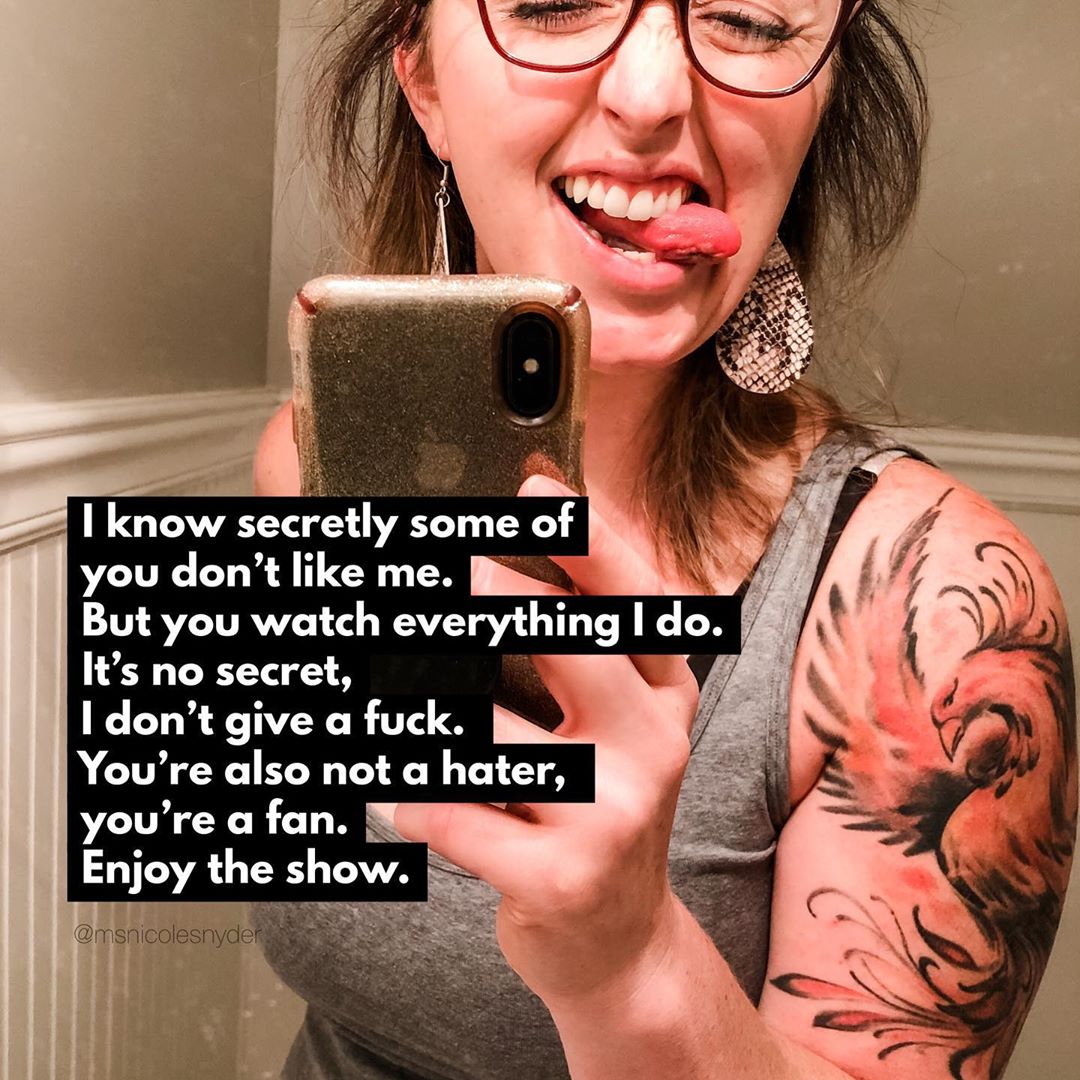 I know secretly some of
you don’t like me.
But you watch everything I do.
It’s no secret,
I don’t give a fuck.
You’re also not a hater,
you’re a fan.
Enjoy the show.
@msnicolesnyder